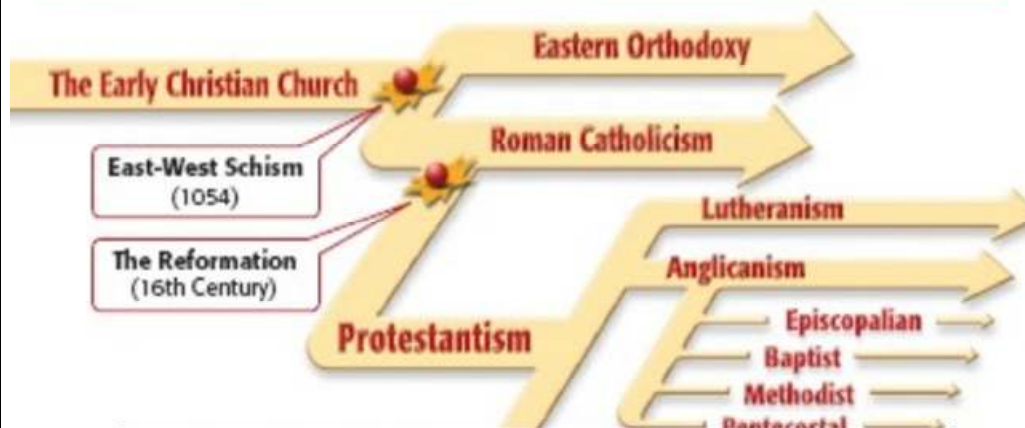 Eastern Orthodoxy
The Early Christian Church
Roman Catholicism
East-West Schism
(1054)
Lutheranism
The Reformation
(16th Century)
Anglicanism
Protestantism
Episcopalian
Baptist
Methodist
Pentecostal